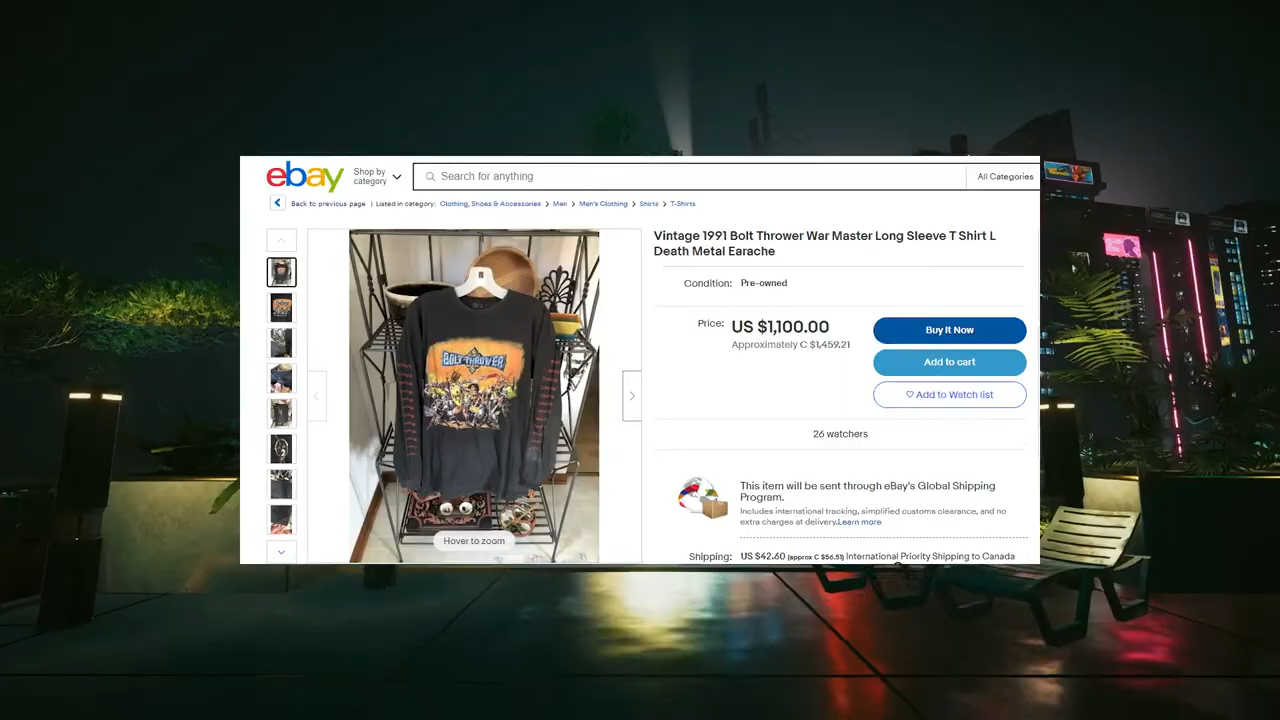 ebay
Shop by
category
Search for anything
All Categories
Back to previous page | Listed in category: Clothing, Shoes & Accessories > Men > Men's Clothing > Shirts > T-Shirts
Vintage 1991 Bolt Thrower War Master Long Sleeve T Shirt L
Death Metal Earache
Condition: Pre-owned
Price: US $1,100.00
Approximately C $1,459.21
Buy It Now
Add to cart
Add to Watch list
26 watchers
BOLT THROWER
This item will be sent through eBay's Global Shipping
Program.
Includes international tracking, simplified customs clearance, and no
extra charges at delivery.Learn more
Hover to zoom
Shipping: US $42.60 (approx C $56.51) International Priority Shipping to Canada